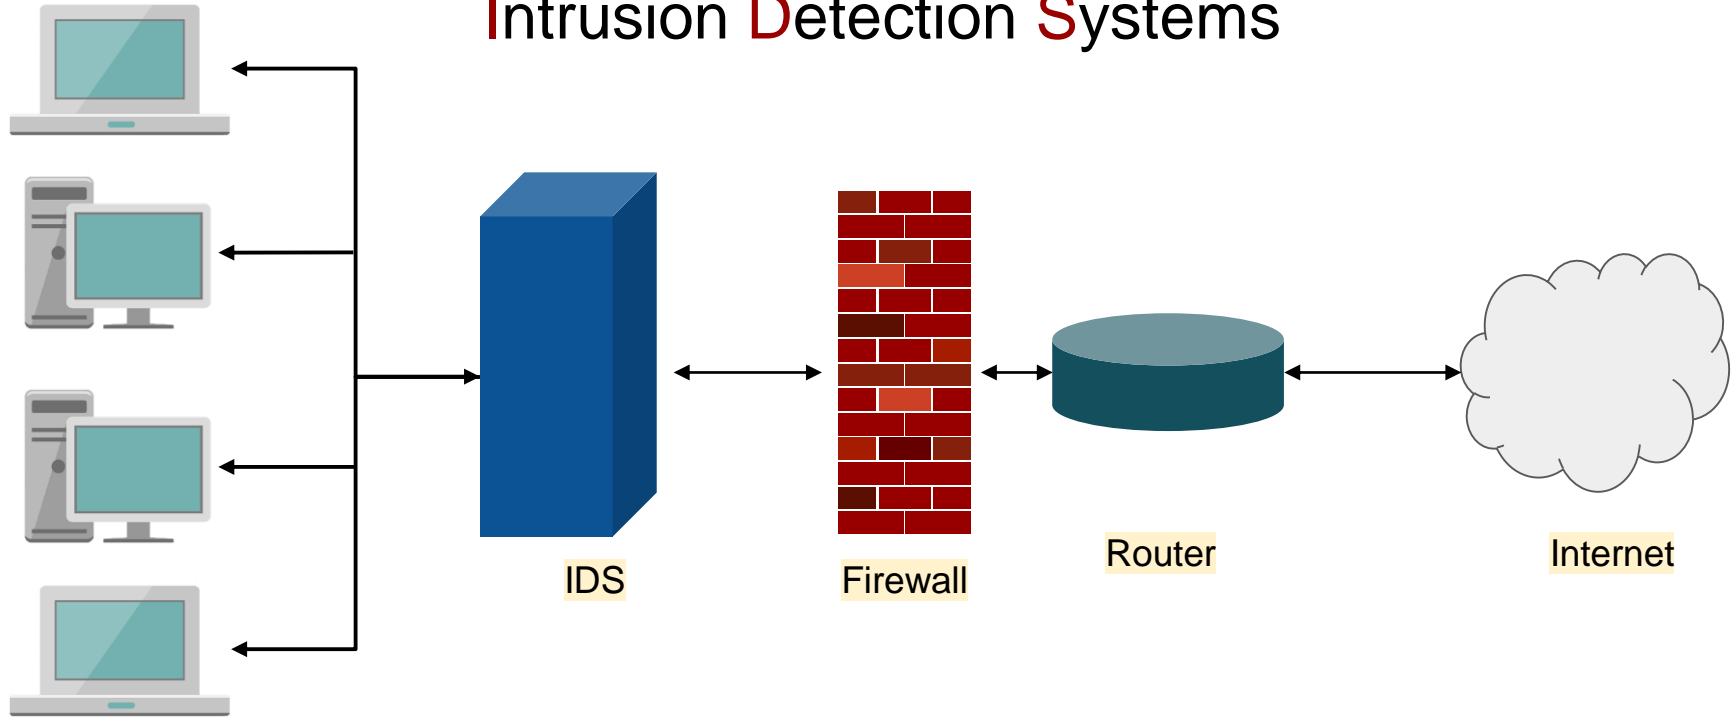 Intrusion Detection Systems
IDS
Firewall
Router
Internet